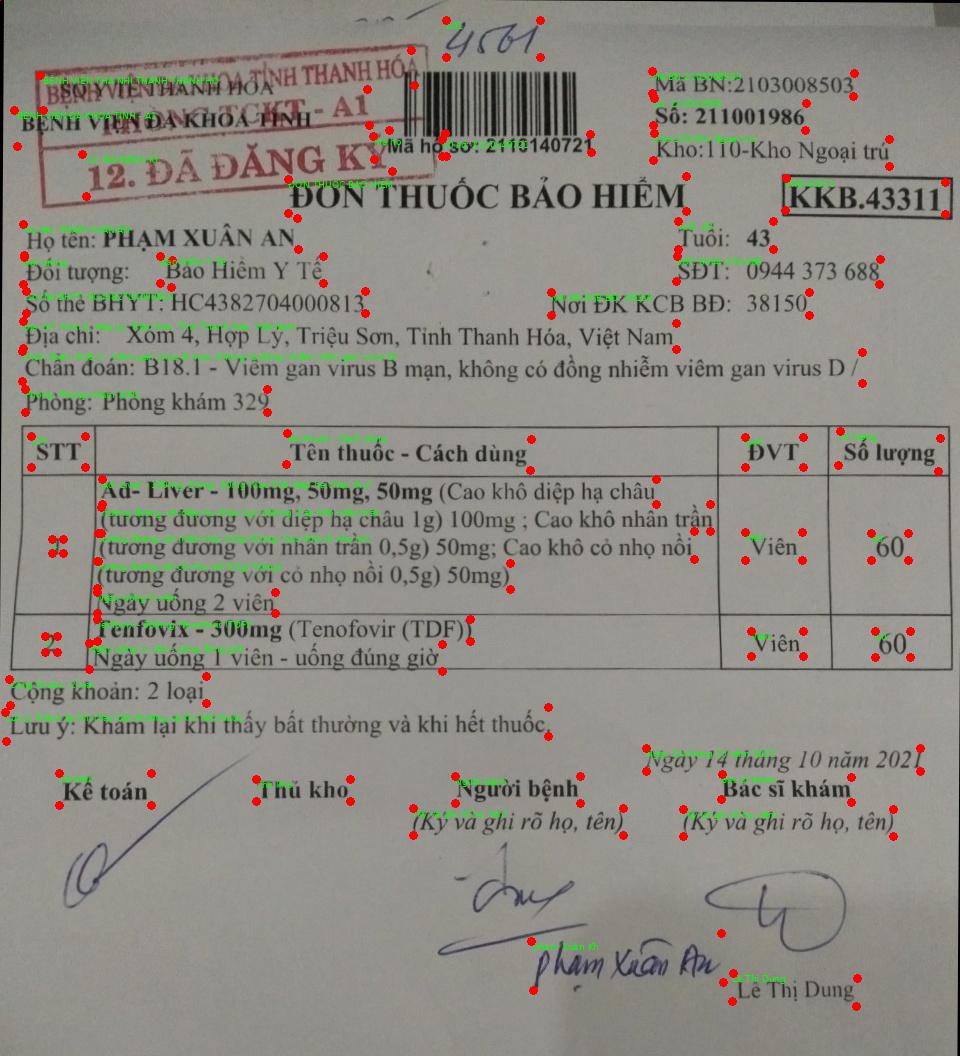 4561
BỆNH VIỆN ĐA KHOA TỈNH THANH HÓA
SỞ Y TẾ THANH HÓA
TCKT - A1
BỆNH VIỆN ĐA KHOA TỈNH
12. ĐÃ ĐĂNG KÝ
Mã hồ sơ: 2110140721
Mã BN:2103008503
Số: 211001986
Kho:110-Kho Ngoại trú
ĐƠN THUỐC BẢO HIỂM
KKB.43311
Họ tên: PHẠM XUÂN AN Tuổi: 43
Đối tượng: Bảo Hiểm Y Tế SĐT: 0944 373 688
Số thẻ BHYT: HC4382704000813 Nơi ĐK KCB BĐ: 38150
Địa chỉ: Xóm 4, Hợp Lý, Triệu Sơn, Tỉnh Thanh Hóa, Việt Nam
Chẩn đoán: B18.1 - Viêm gan virus B mạn, không có đồng nhiễm viêm gan virus D /
Phòng: Phòng khám 329
STT Tên thuốc - Cách dùng ĐVT Số lượng
1 Ad- Liver - 100mg, 50mg, 50mg (Cao khô diệp hạ châu
(tương đương với diệp hạ châu 1g) 100mg ; Cao khô nhân trần
(tương đương với nhân trần 0,5g) 50mg; Cao khô cỏ nhọ nồi Viên 60
(tương đương với cỏ nhọ nồi 0,5g) 50mg)
Ngày uống 2 viên
2 Tenfovix - 300mg (Tenofovir (TDF)) Viên 60
Ngày uống 1 viên - uống đúng giờ
Cộng khoản: 2 loại
Lưu ý: Khám lại khi thấy bất thường và khi hết thuốc.
Ngày 14 tháng 10 năm 2021
Kế toán Thủ kho Người bệnh Bác sĩ khám
(Ký và ghi rõ họ, tên) (Ký và ghi rõ họ, tên)
Phạm Xuân An
Lê Thị Dung